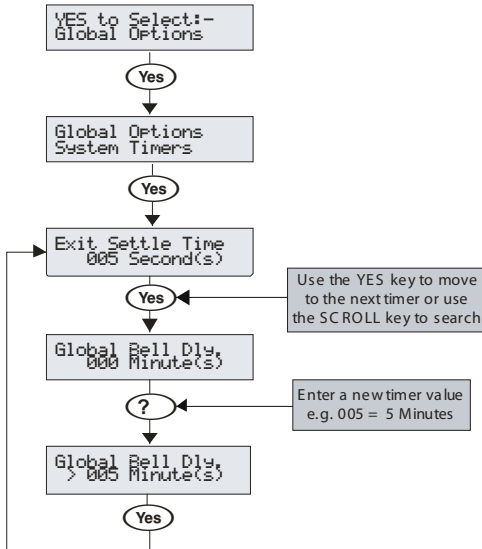 YES to Select:-
Global Options
Yes
Global Options
System Timers
Yes
Exit Settle Time
005 Second(s)
Yes
Use the YES key to move
to the next timer or use
the SCROLL key to search
Global Bell Dly,
000 Minute(s)
?
Enter a new timer value
e.g. 005 = 5 Minutes
Global Bell Dly,
> 005 Minute(s)
Yes